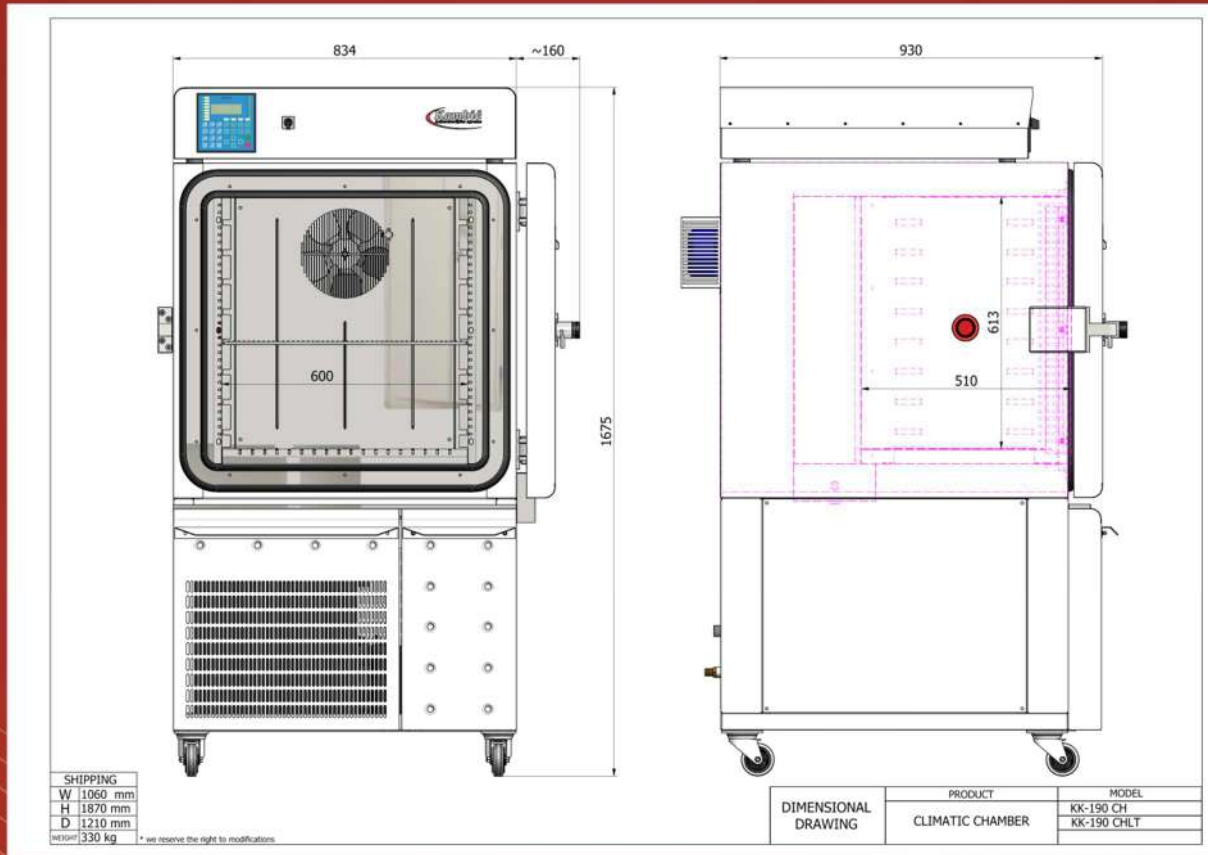 834
~160
930
Kambič
600
1675
613
510
SHIPPING
W 1060 mm
H 1870 mm
D 1210 mm
WEIGHT 330 kg
* we reserve the right to modifications
DIMENSIONAL
DRAWING
PRODUCT
CLIMATIC CHAMBER
MODEL
KK-190 CH
KK-190 CHLT